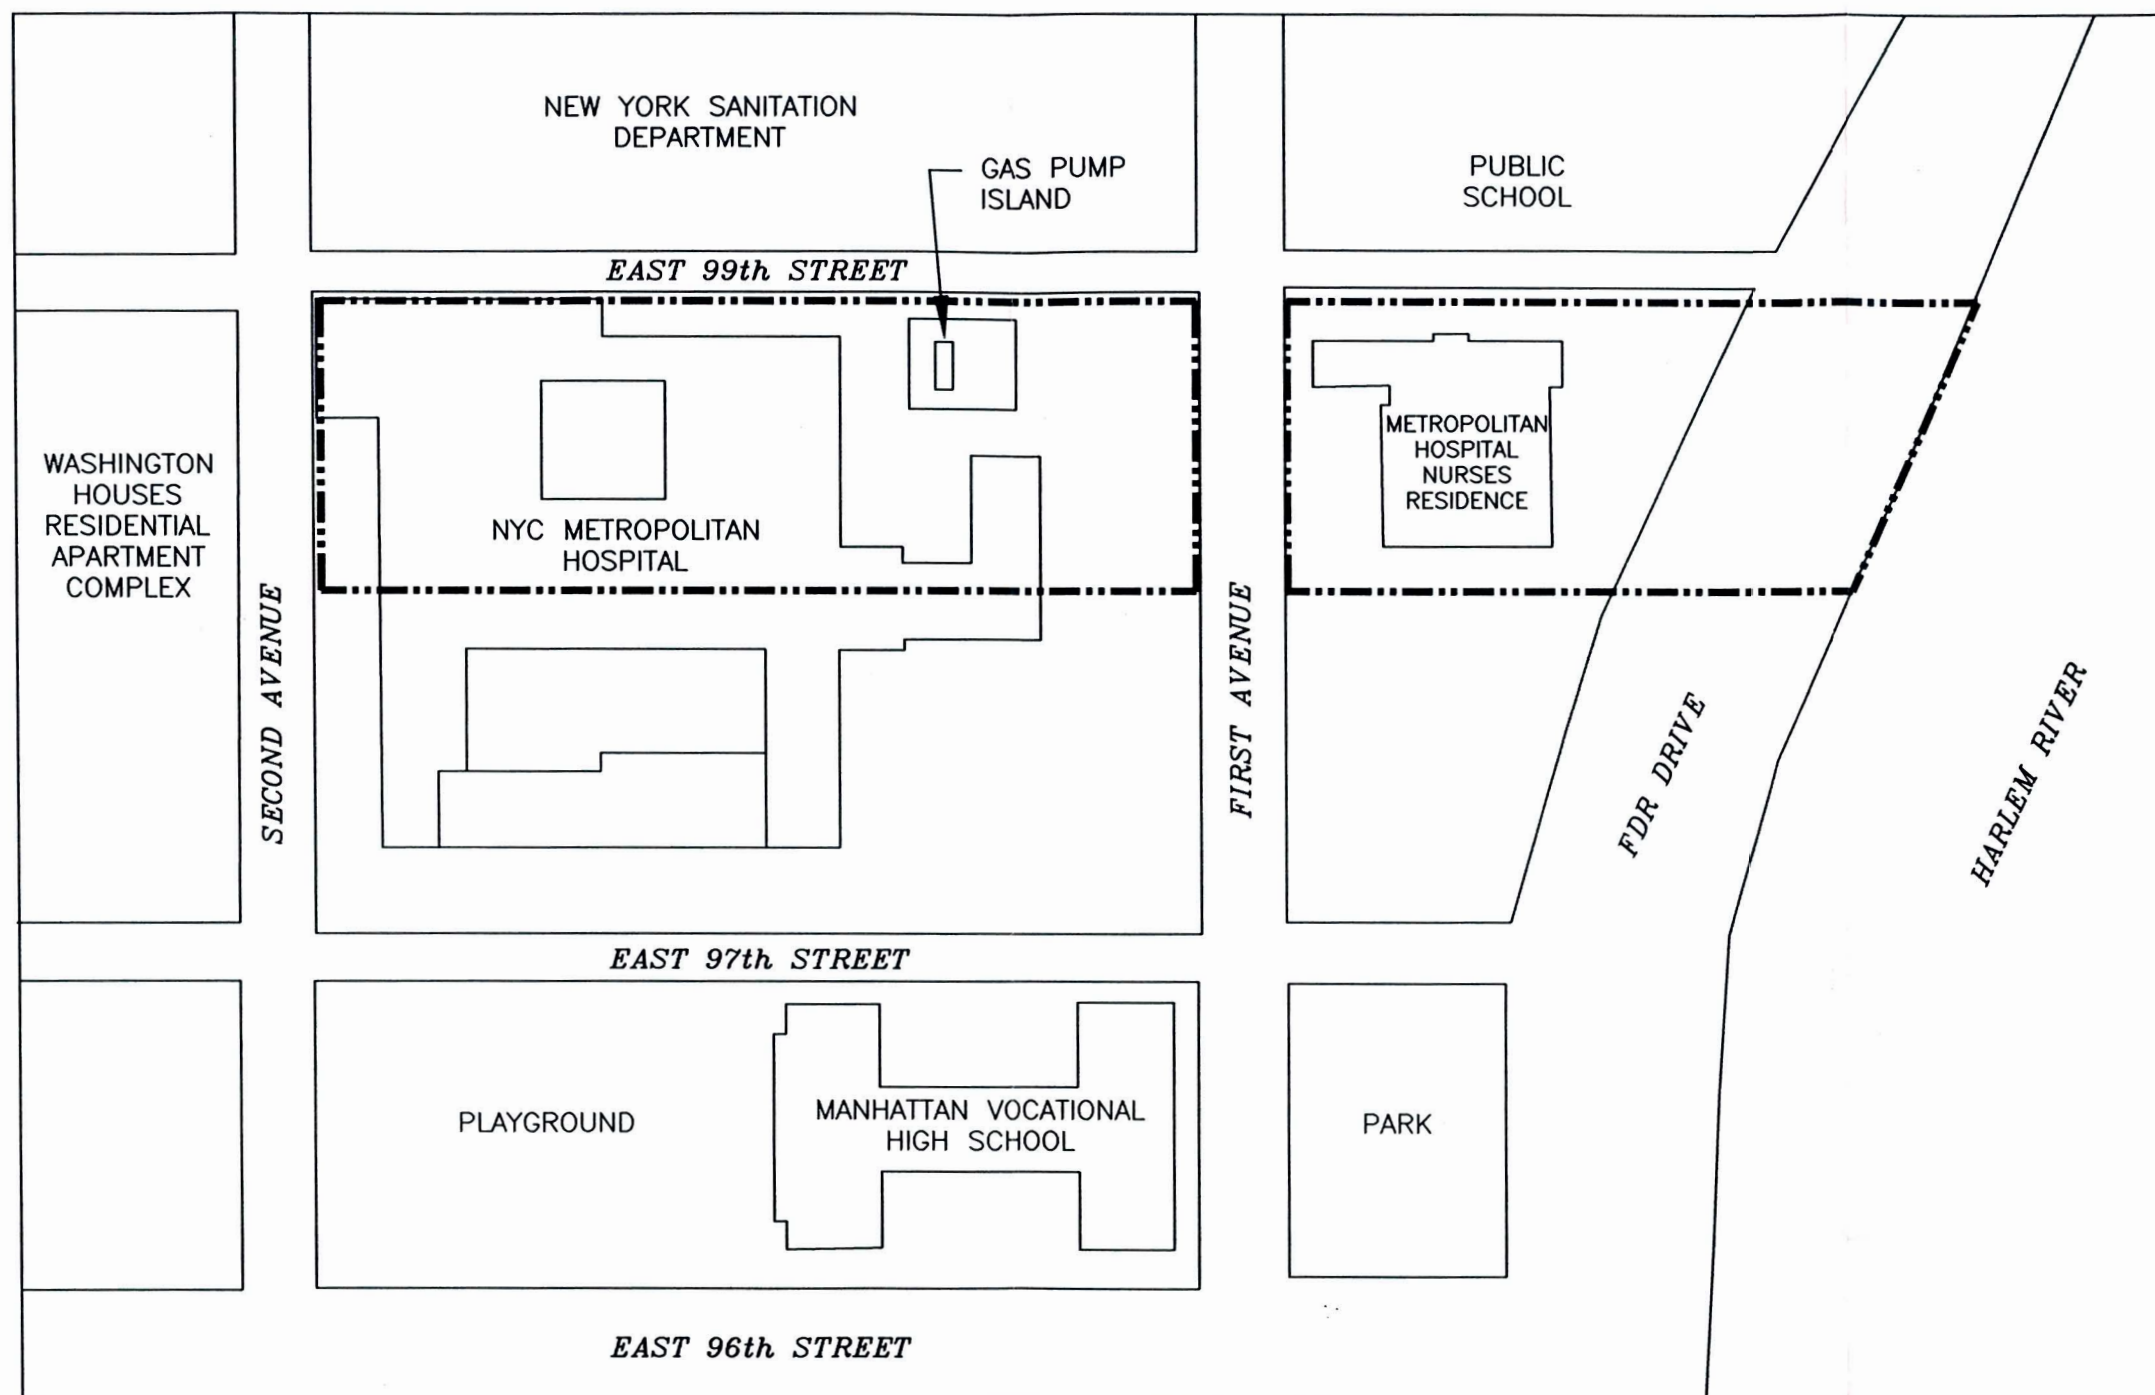 NEW YORK SANITATION
DEPARTMENT
GAS PUMP
ISLAND
PUBLIC
SCHOOL
EAST 99th STREET
WASHINGTON
HOUSES
RESIDENTIAL
APARTMENT
COMPLEX
NYC METROPOLITAN
HOSPITAL
METROPOLITAN
HOSPITAL
NURSES
RESIDENCE
SECOND AVENUE
FIRST AVENUE
FDR DRIVE
HARLEM RIVER
EAST 97th STREET
PLAYGROUND
MANHATTAN VOCATIONAL
HIGH SCHOOL
PARK
EAST 96th STREET